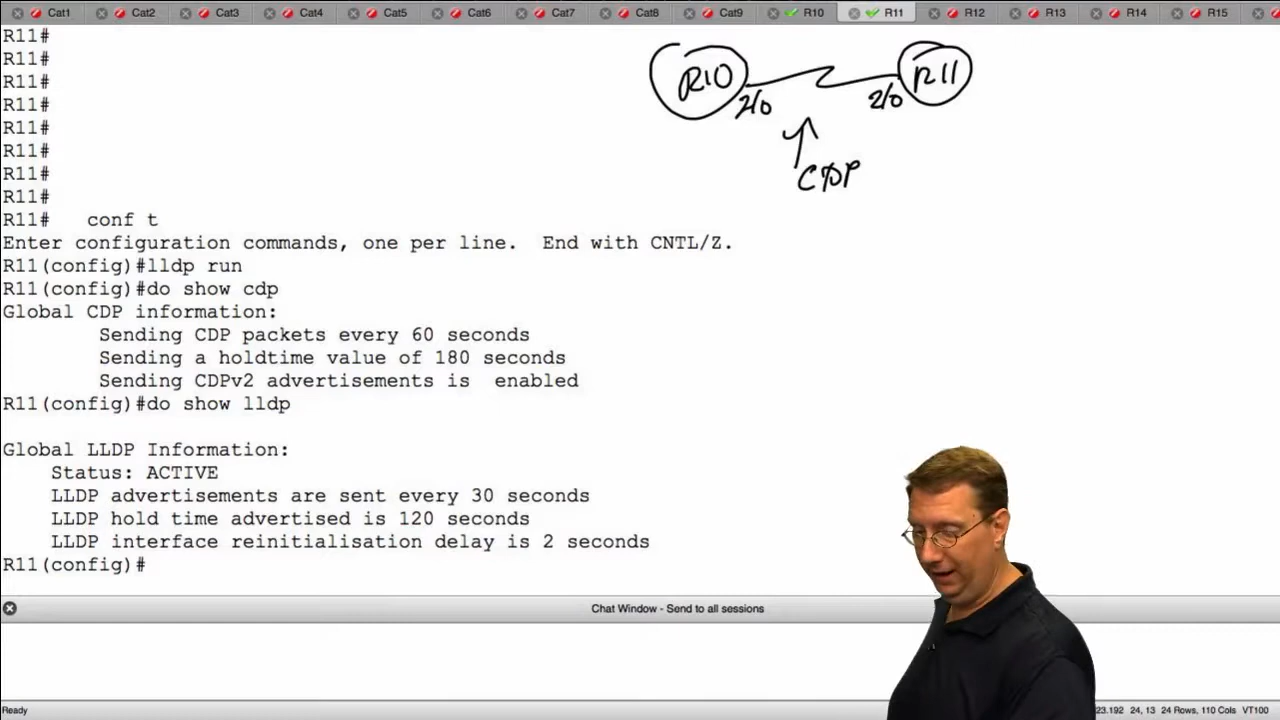 Cat1 Cat2 Cat3 Cat4 Cat5 Cat6 Cat7 Cat8 Cat9 R10 R11 R12 R13 R14 R15
R11#
R11#
R11#
R11#
R11#
R11#
R11#
R11#
R11#   conf t
Enter configuration commands, one per line.  End with CNTL/Z.
R11(config)#lldp run
R11(config)#do show cdp
Global CDP information:
        Sending CDP packets every 60 seconds
        Sending a holdtime value of 180 seconds
        Sending CDPv2 advertisements is  enabled
R11(config)#do show lldp
Global LLDP Information:
    Status: ACTIVE
    LLDP advertisements are sent every 30 seconds
    LLDP hold time advertised is 120 seconds
    LLDP interface reinitialisation delay is 2 seconds
R11(config)#
R10 R11
2/0 2/0
CDP
Chat Window - Send to all sessions
Ready
23.192 24, 13 24 Rows, 110 Cols VT100